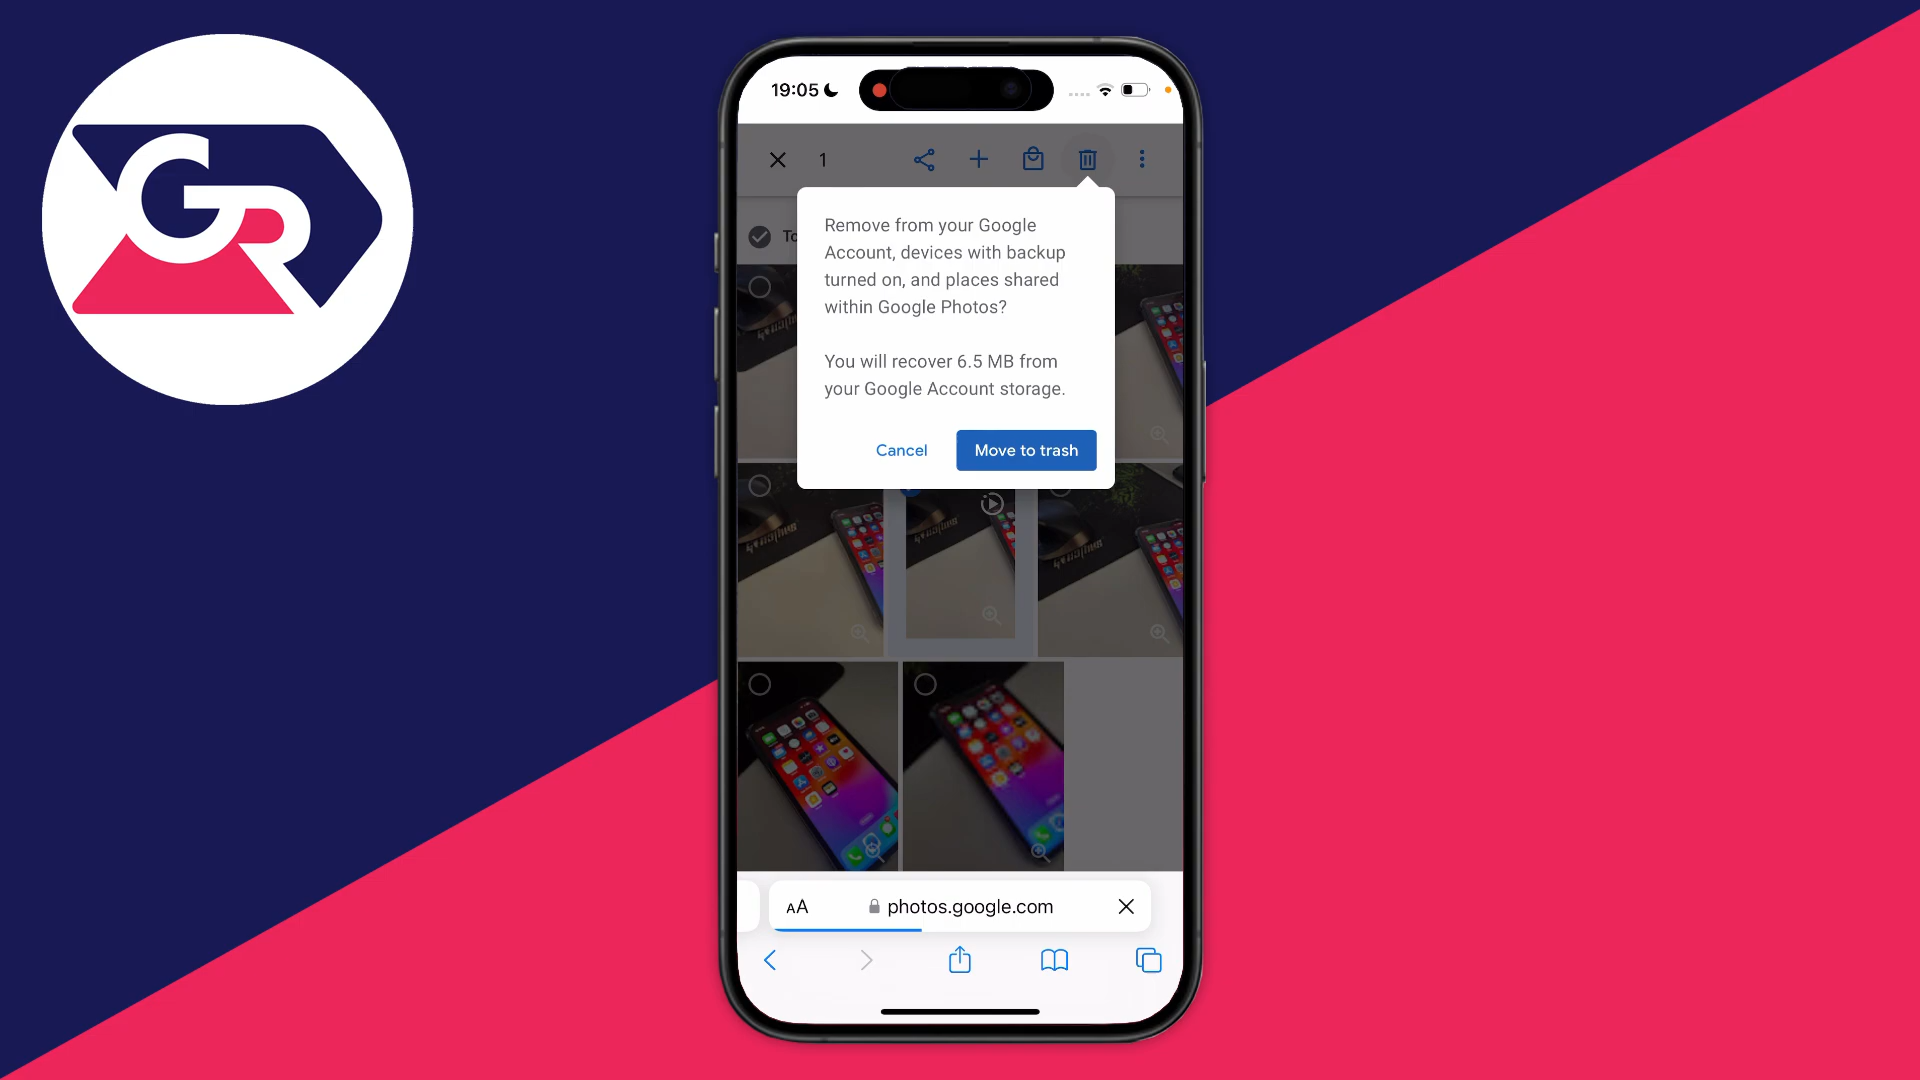 GR
19:05
1
To
Remove from your Google
Account, devices with backup
turned on, and places shared
within Google Photos?
You will recover 6.5 MB from
your Google Account storage.
Cancel
Move to trash
AA
photos.google.com